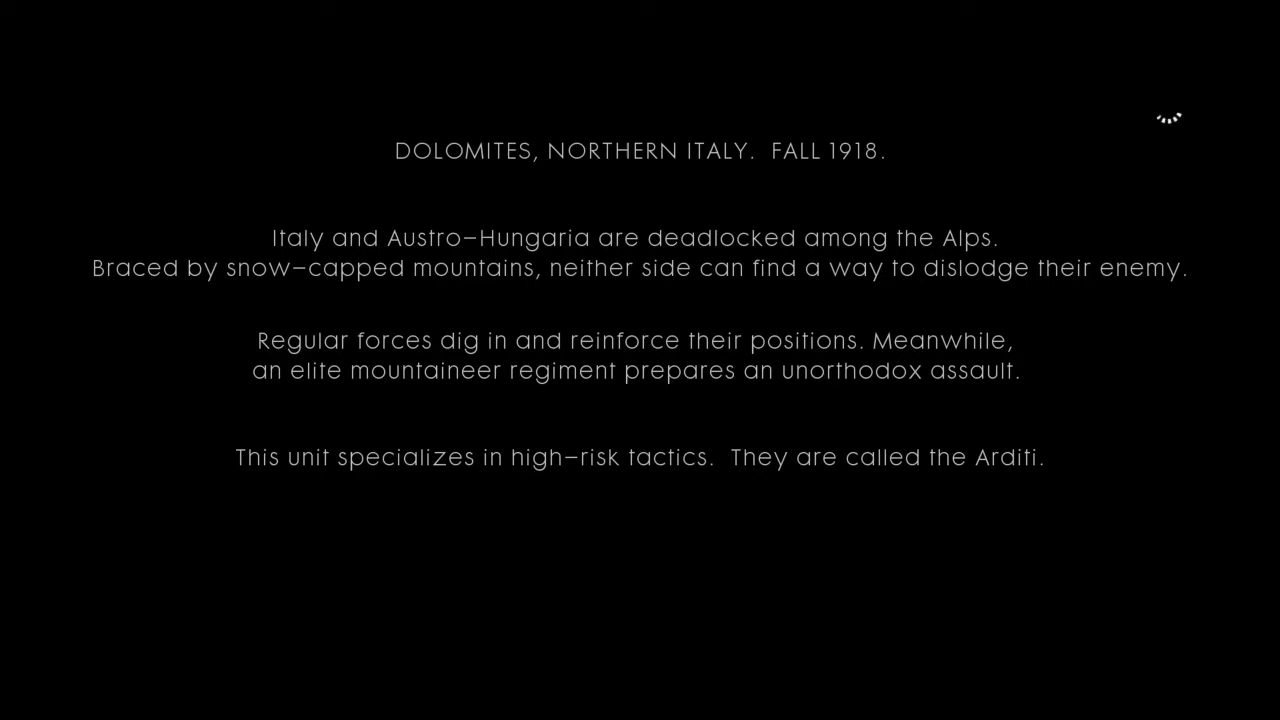 DOLOMITES, NORTHERN ITALY.  FALL 1918.
Italy and Austro-Hungaria are deadlocked among the Alps.
Braced by snow-capped mountains, neither side can find a way to dislodge their enemy.
Regular forces dig in and reinforce their positions. Meanwhile,
an elite mountaineer regiment prepares an unorthodox assault.
This unit specializes in high-risk tactics.  They are called the Arditi.